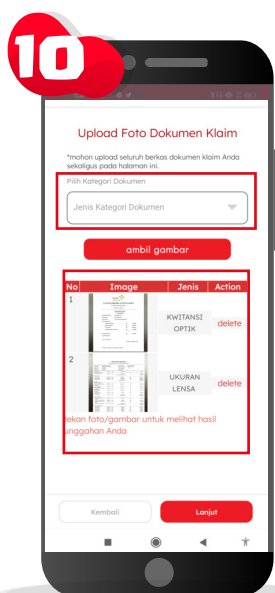 10
Upload Foto Dokumen Klaim
*mohon upload seluruh berkas dokumen klaim Anda
sekaligus pada halaman ini.
Pilih Kategori Dokumen
Jenis Kategori Dokumen
ambil gambar
No Image Jenis Action
1 KWITANSI OPTIK delete
2 UKURAN LENSA delete
ekan foto/gambar untuk melihat hasil
unggahan Anda
Kembali Lanjut